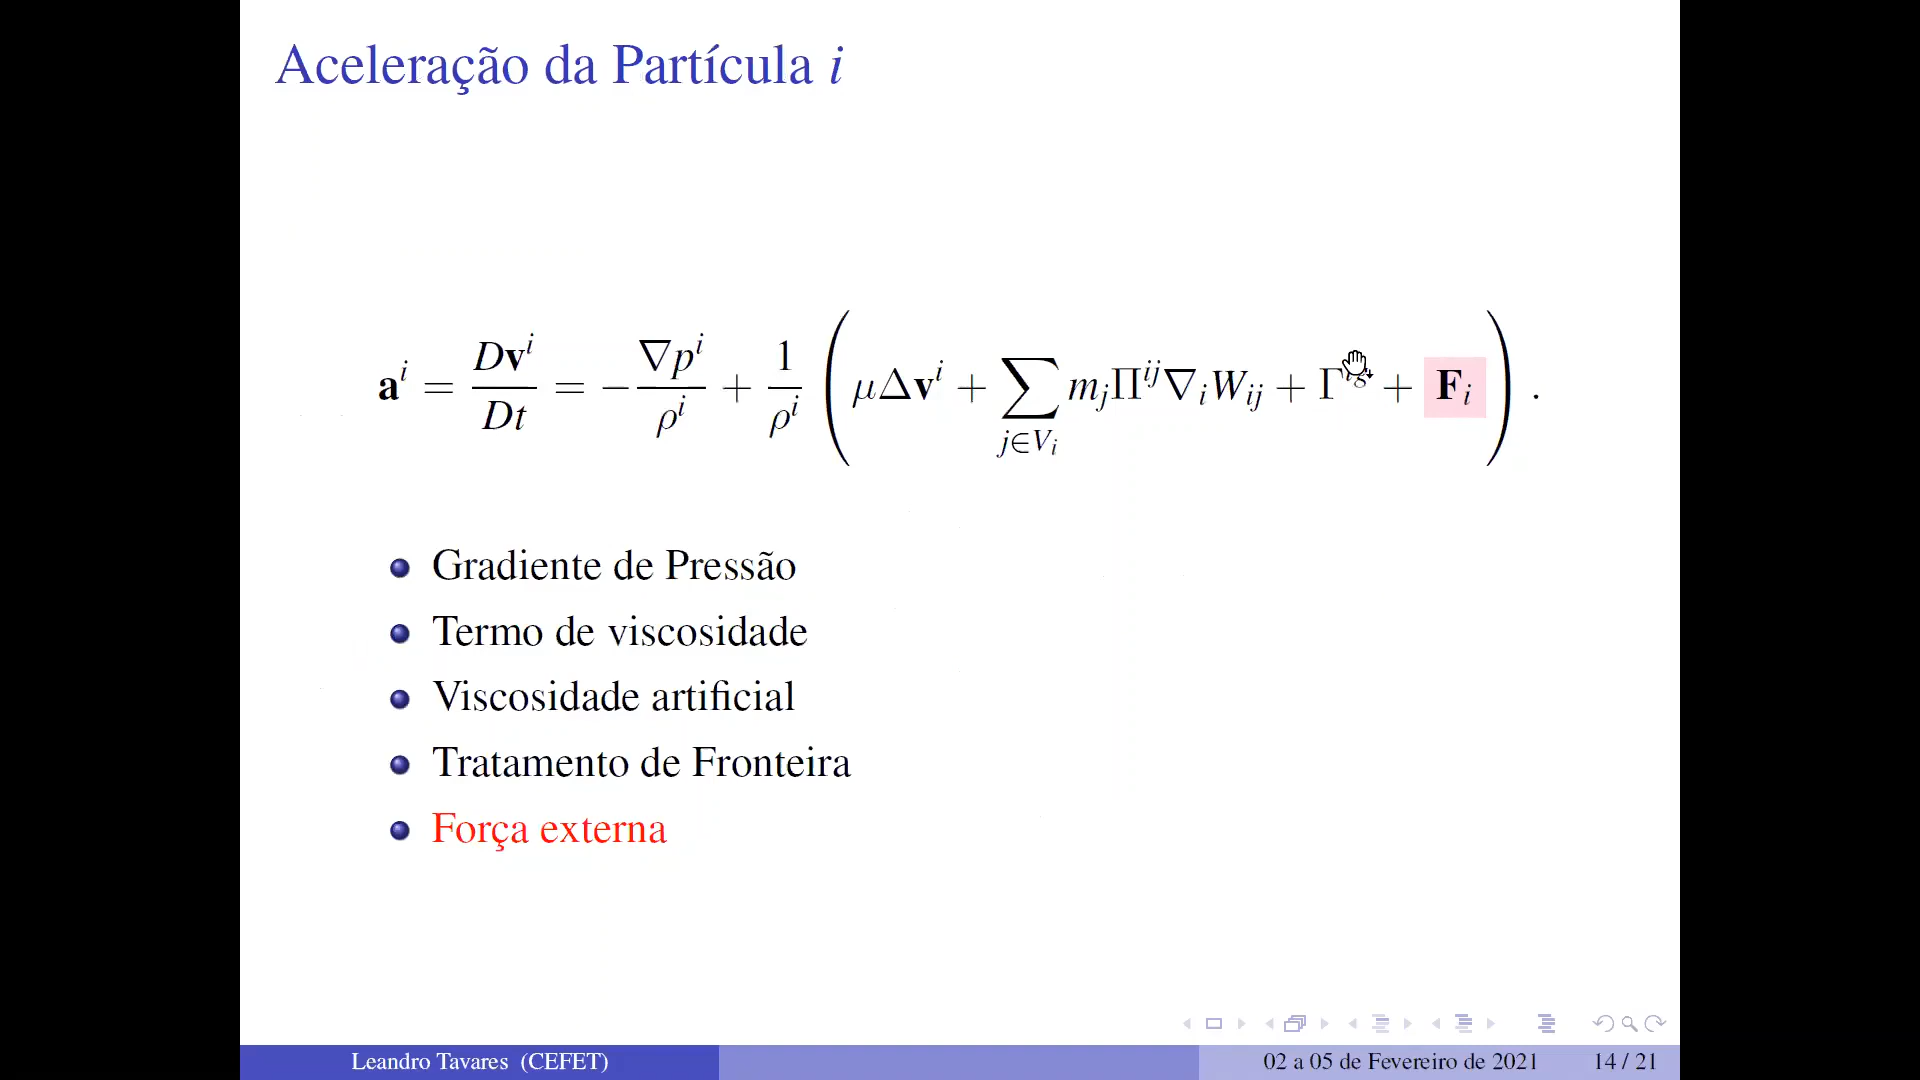 Aceleração da Partícula i
a^i = Dv^i / Dt = − ∇p^i / ρ^i + 1 / ρ^i ( μΔv^i + ∑_{j∈V_i} m_j Π^{ij} ∇_i W_{ij} + Γ + F_i ) .
Gradiente de Pressão
Termo de viscosidade
Viscosidade artificial
Tratamento de Fronteira
Força externa
Leandro Tavares (CEFET)
02 a 05 de Fevereiro de 2021
14 / 21